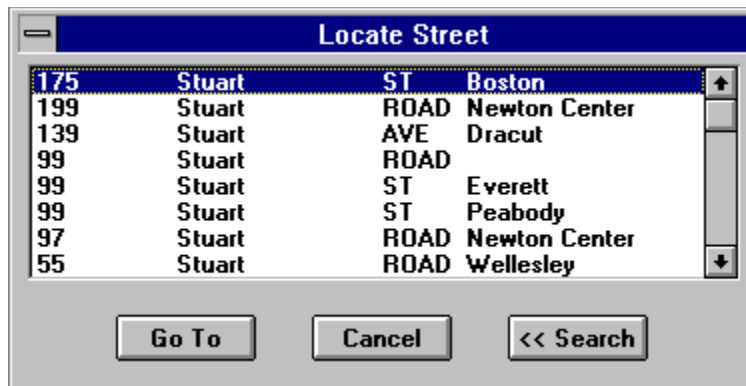 Locate Street
175 Stuart ST Boston
199 Stuart ROAD Newton Center
139 Stuart AVE Dracut
99 Stuart ROAD
99 Stuart ST Everett
99 Stuart ST Peabody
97 Stuart ROAD Newton Center
55 Stuart ROAD Wellesley
Go To Cancel << Search